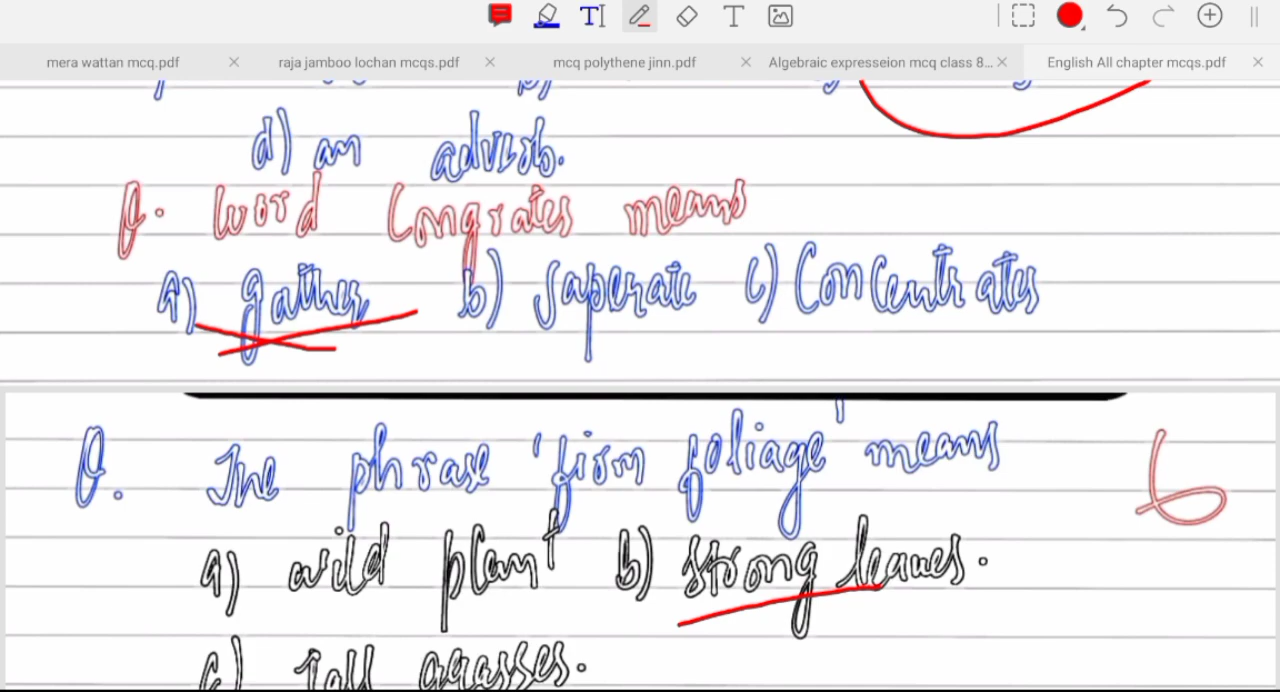 mera wattan mcq.pdf raja jamboo lochan mcqs.pdf mcq polythene jinn.pdf Algebraic expresseion mcq class 8... English All chapter mcqs.pdf
d) an adverb.
Q. Word Congrates means
a) gather b) Saperate c) Concentrates
Q. The phrase 'firm foliage' means 6
a) wild plant b) strong leaves.
c) Tall grasses.